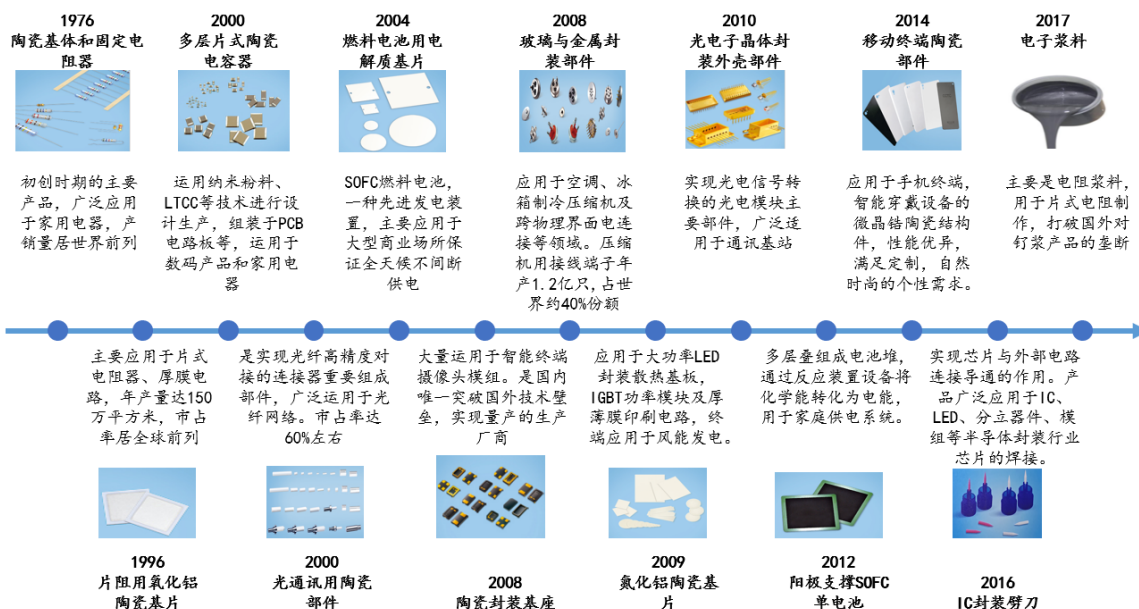 1976
陶瓷基体和固定电
阻器
初创时期的主要
产品，广泛应用
于家用电器，产
销量居世界前列
2000
多层片式陶瓷
电容器
运用纳米粉料、
LTCC等技术进行设
计生产，组装于PCB
电路板等，运用于
数码产品和家用电
器
2004
燃料电池用电
解质基片
SOFC燃料电池，
一种先进发电装
置，主要应用于
大型商业场所保
证全天候不间断
供电
2008
玻璃与金属封
装部件
应用于空调、冰
箱制冷压缩机及
跨物理界面电连
接等领域。压缩
机用接线端子年
产1.2亿只，占世
界约40%份额
2010
光电子晶体封
装外壳部件
实现光电信号转
换的光电模块主
要部件，广泛适
用于通讯基站
2014
移动终端陶瓷
部件
应用于手机终端，
智能穿戴设备的
微晶锆陶瓷结构
件，性能优异，
满足定制，自然
时尚的个性需求。
2017
电子浆料
主要是电阻浆料，
用于片式电阻制
作，打破国外对
钌浆产品的垄断
主要应用于片式
电阻器、厚膜电
路，年产量达150
万平方米，市占
率居全球前列
1996
片阻用氧化铝
陶瓷基片
是实现光纤高精度对
接的连接器重要组成
部件，广泛运用于光
纤网络。市占率达
60%左右
2000
光通讯用陶瓷
部件
大量运用于智能终端
摄像头模组。是国内
唯一突破国外技术壁
垒，实现量产的生产
厂商
2008
陶瓷封装基座
应用于大功率LED
封装散热基板，
IGBT功率模块及厚
薄膜印刷电路，终
端应用于风能发电。
2009
氮化铝陶瓷基
片
多层叠组成电池堆，
通过反应装置设备将
化学能转化为电能，
用于家庭供电系统。
2012
阳极支撑SOFC
单电池
实现芯片与外部电路
连接导通的作用。产
品广泛应用于IC、
LED、分立器件、模
组等半导体封装行业
芯片的焊接。
2016
IC封装劈刀